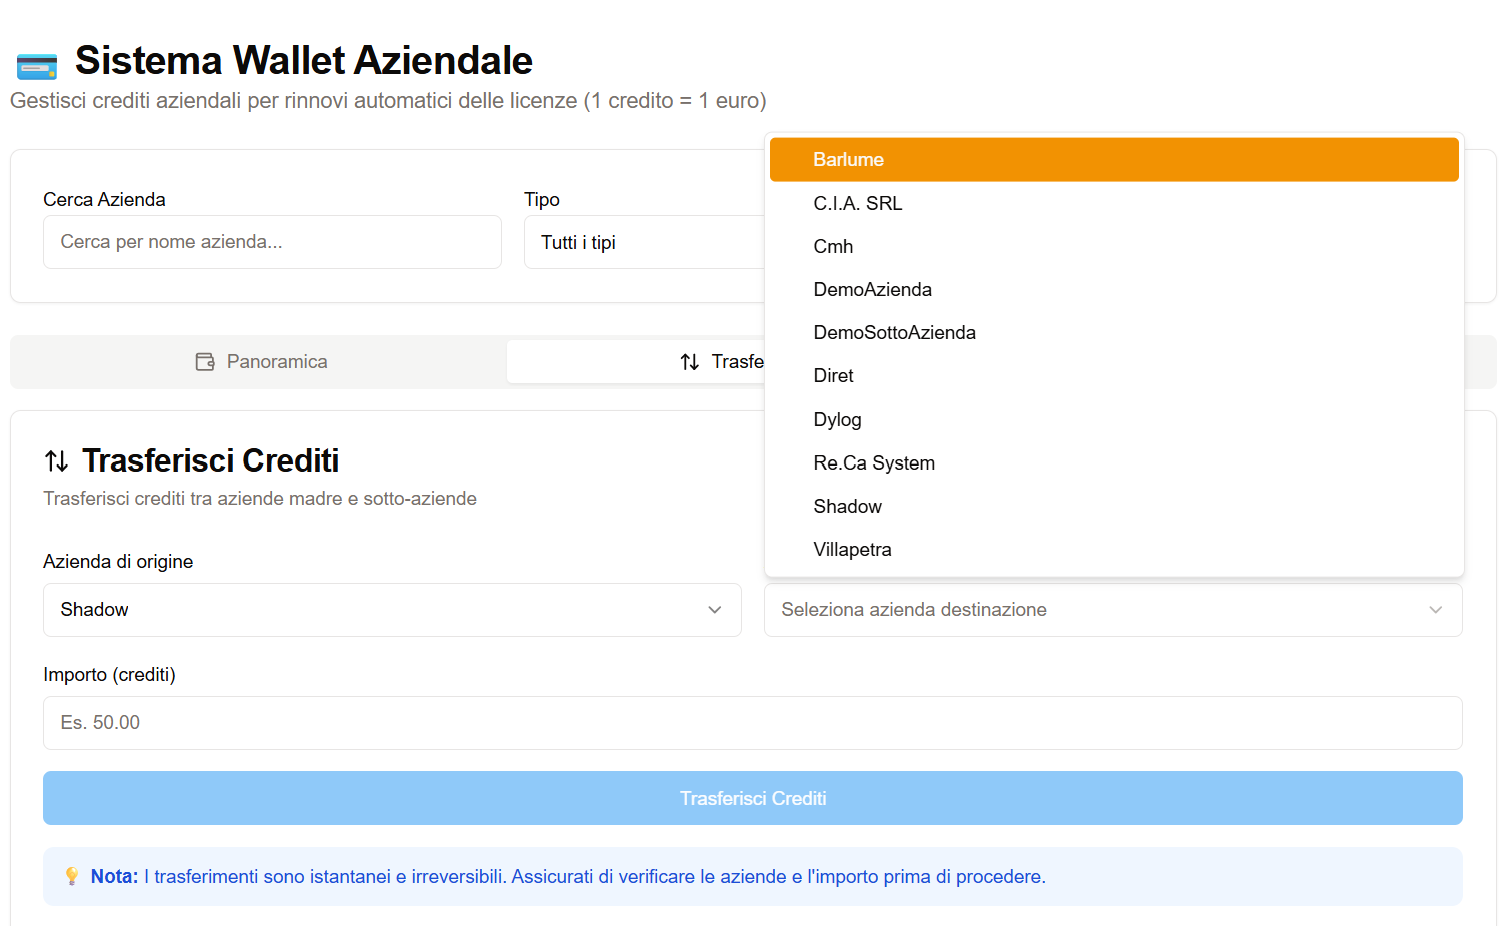 Sistema Wallet Aziendale
Gestisci crediti aziendali per rinnovi automatici delle licenze (1 credito = 1 euro)
Cerca Azienda
Cerca per nome azienda...
Tipo
Tutti i tipi
Panoramica
Trasfe
Barlume
C.I.A. SRL
Cmh
DemoAzienda
DemoSottoAzienda
Diret
Dylog
Re.Ca System
Shadow
Villapetra
Trasferisci Crediti
Trasferisci crediti tra aziende madre e sotto-aziende
Azienda di origine
Shadow
Seleziona azienda destinazione
Importo (crediti)
Es. 50.00
Trasferisci Crediti
Nota: I trasferimenti sono istantanei e irreversibili. Assicurati di verificare le aziende e l'importo prima di procedere.